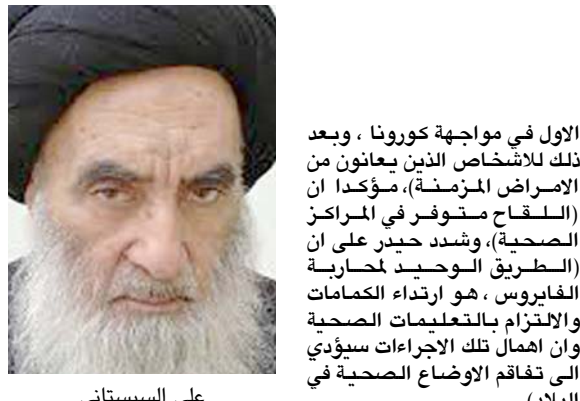 الاول في مواجهة كورونا ، وبعد
ذلك للاشخاص الذين يعانون من
الامراض المزمنة)، مؤكدا ان
(اللقاح متوفر في المراكز
الصحية)، وشدد حيدر على ان
(الطريق الوحيد لمحاربة
الفايروس ، هو ارتداء الكمامات
والالتزام بالتعليمات الصحية
وان اهمال تلك الاجراءات سيؤدي
الى تفاقم الاوضاع الصحية في
البلاد)
علي السيستاني